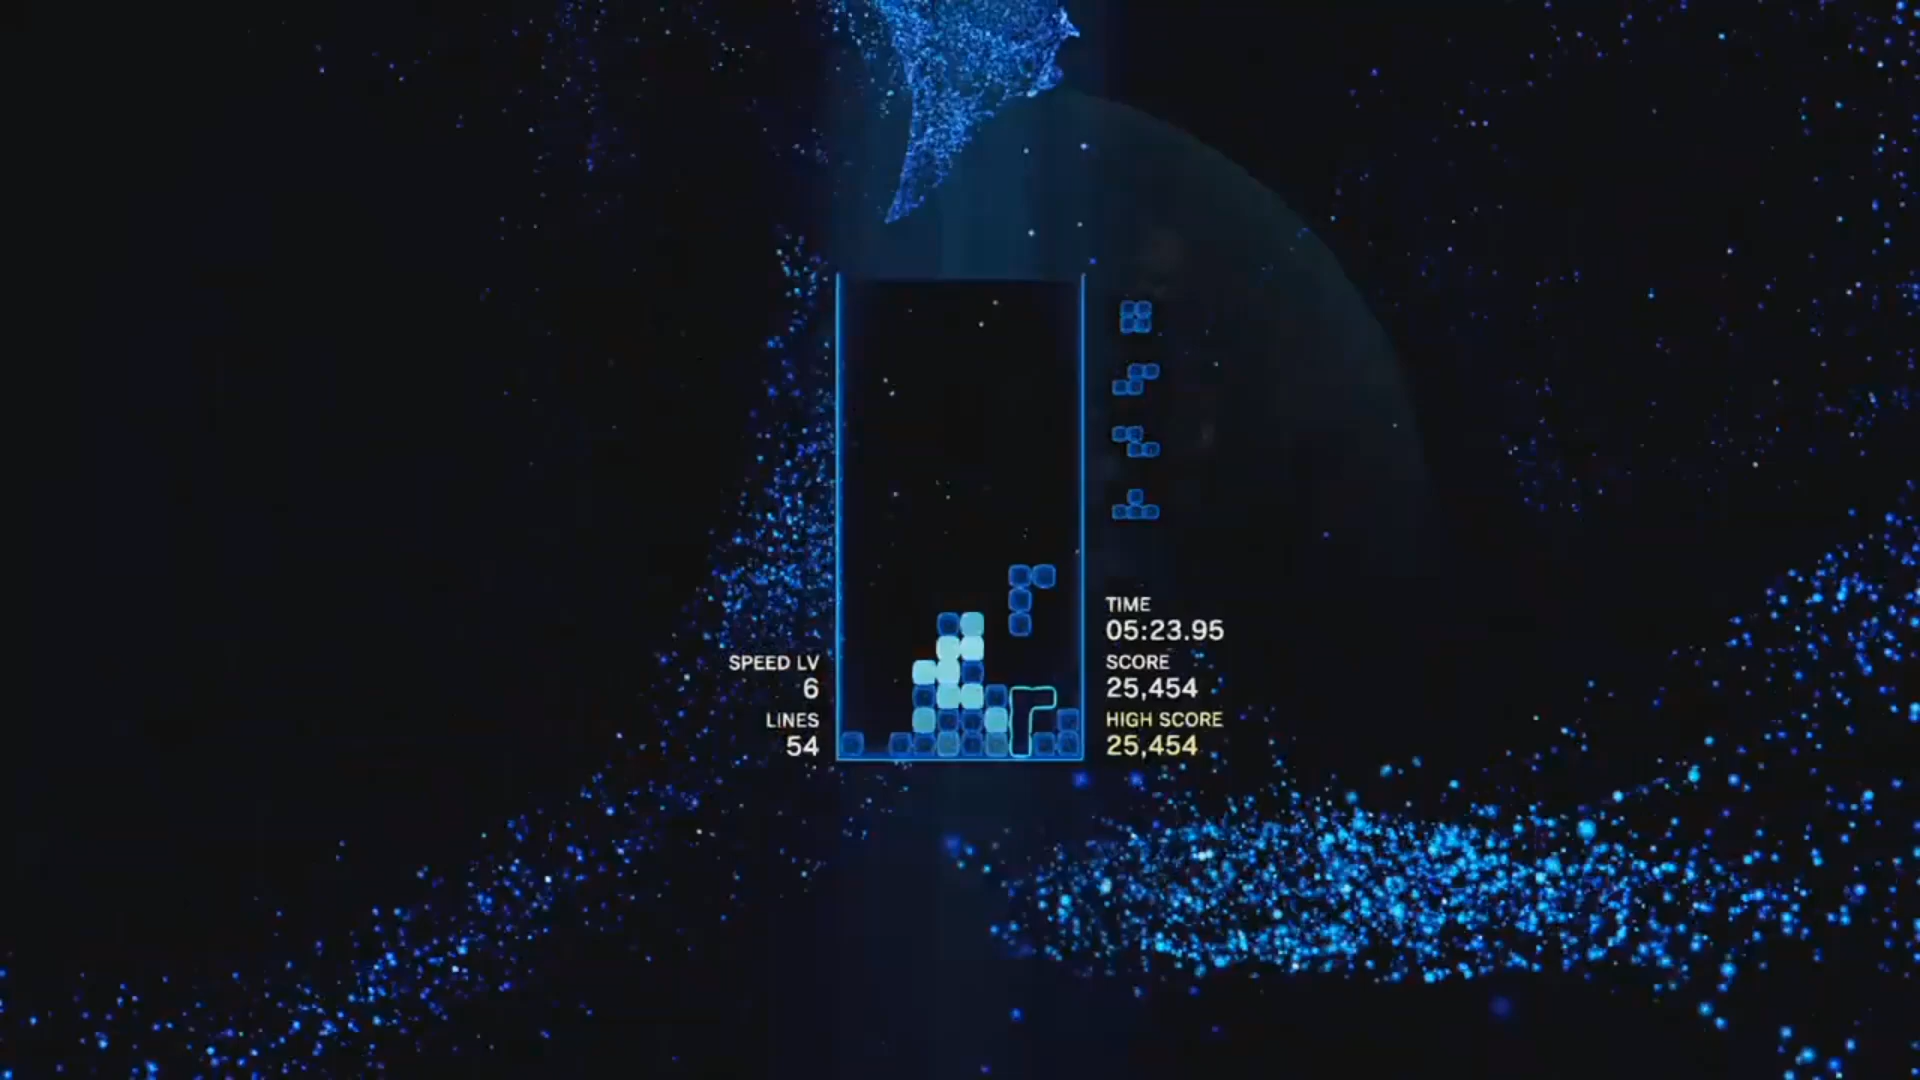 SPEED LV
6
LINES
54
TIME
05:23.95
SCORE
25,454
HIGH SCORE
25,454